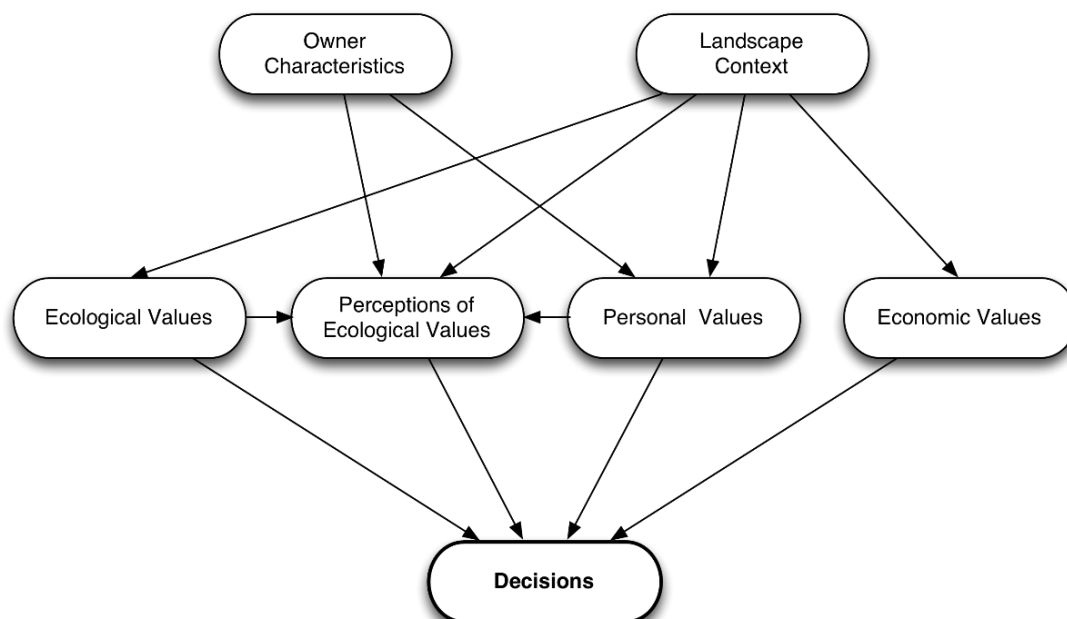 Owner
Characteristics
Landscape
Context
Ecological Values
Perceptions of
Ecological Values
Personal Values
Economic Values
Decisions